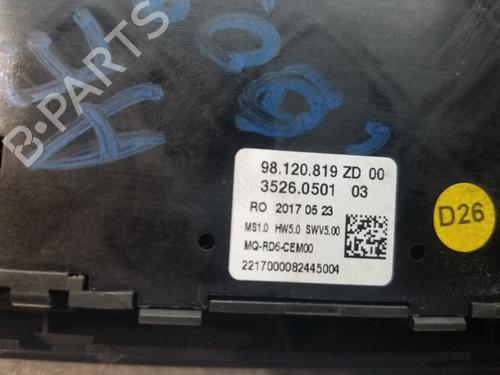 B-PARTS
98.120.819 ZD 00
3526.0501 03
RO 2017 05 23
MS1.0 HW5.0 SWV5.00
MQ-RD6-CEM00
2217000082445004
D26